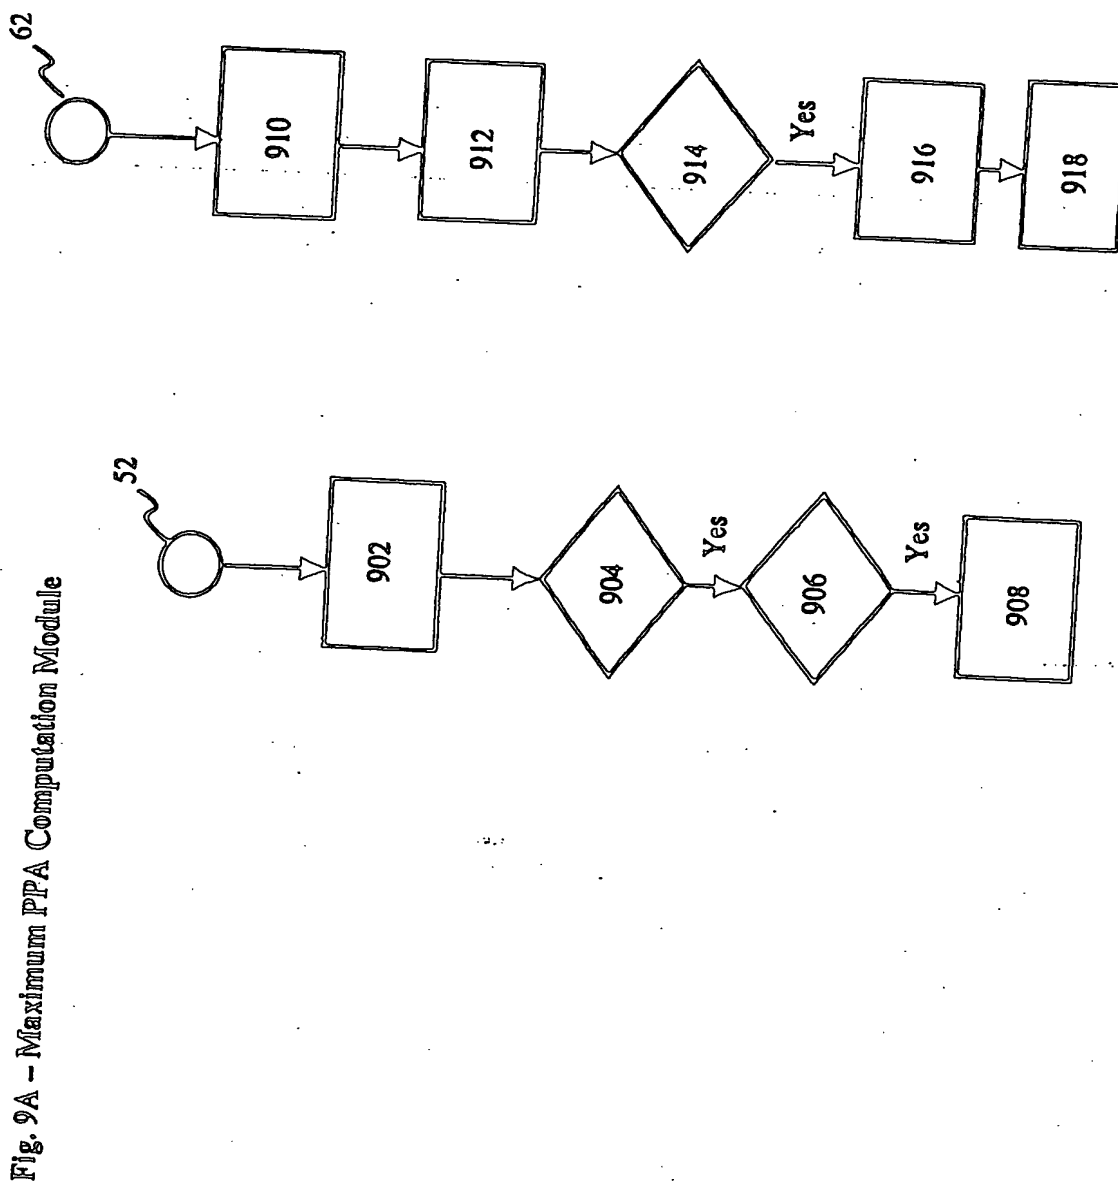 Fig. 9A – Maximum PPA Computation Module
52
902
904
Yes
906
Yes
908
62
910
912
914
Yes
916
918